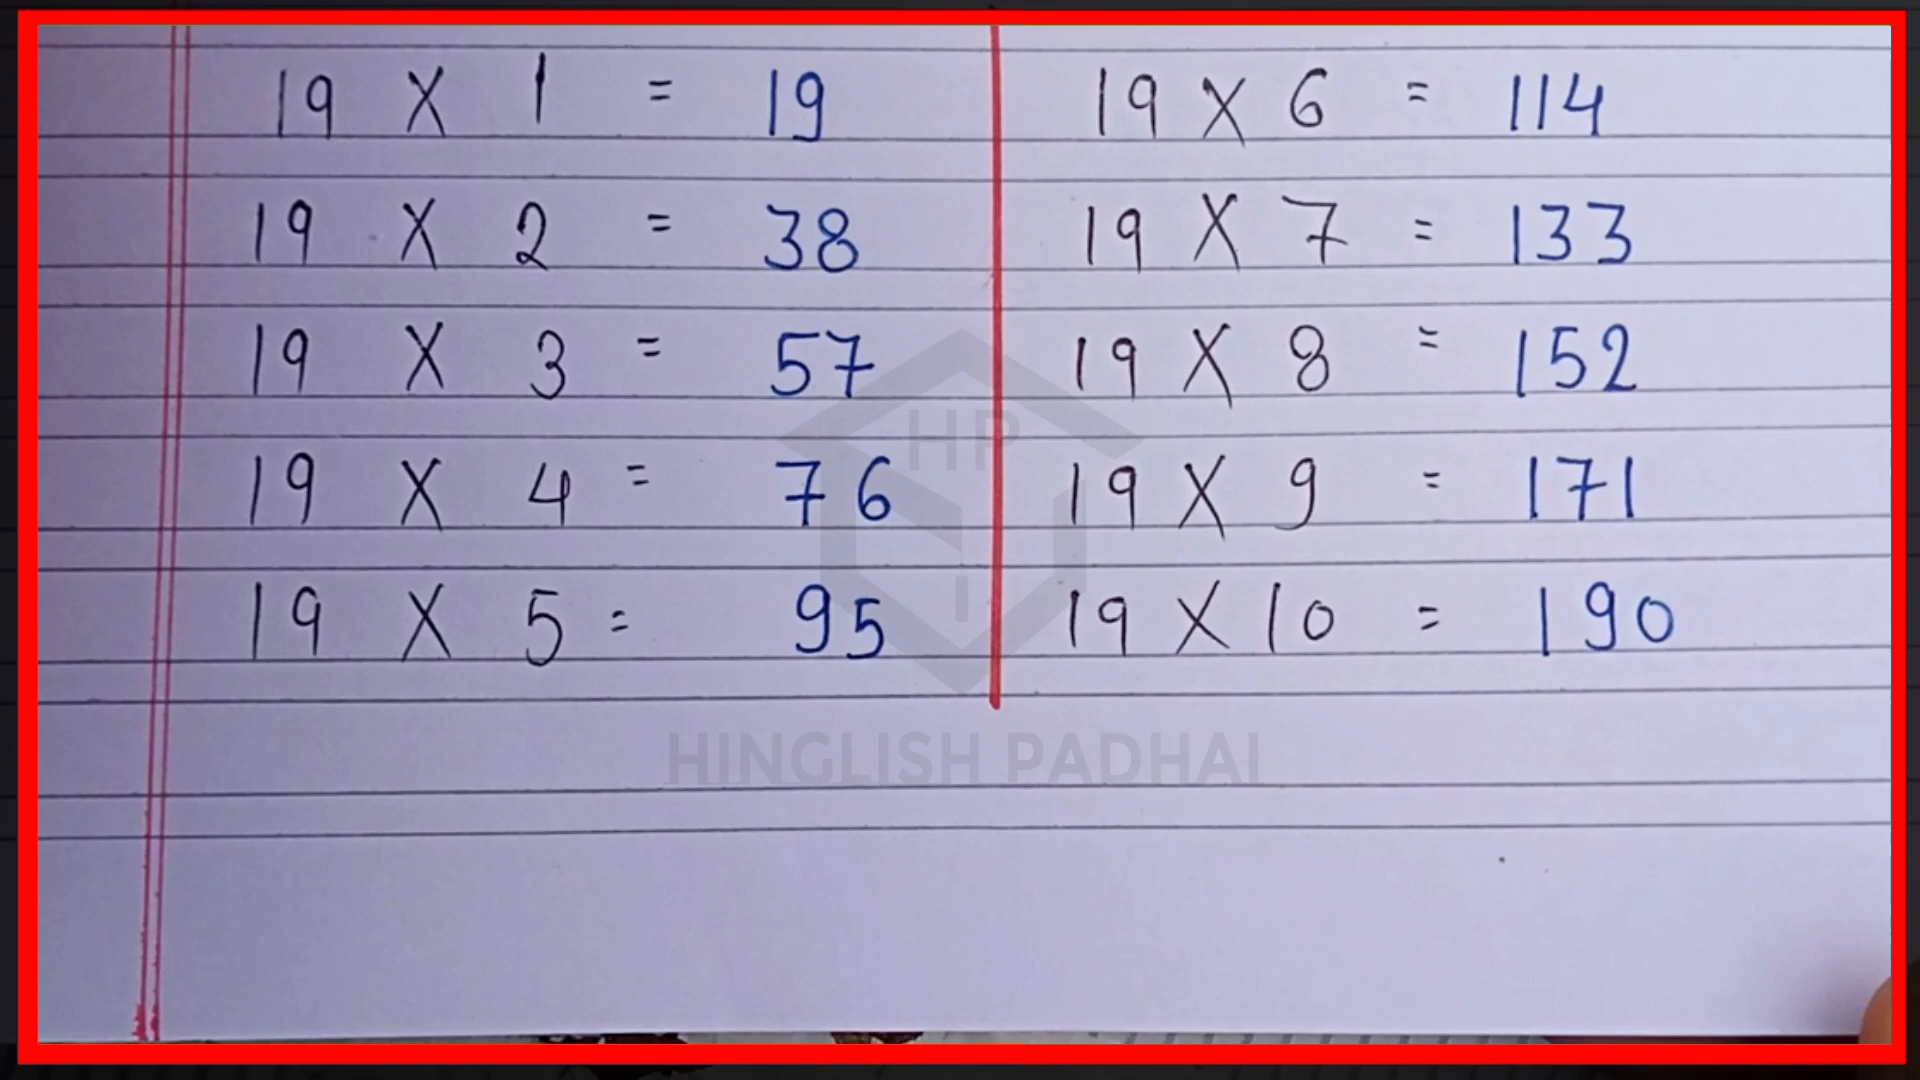 19 X 1 = 19
19 X 2 = 38
19 X 3 = 57
19 X 4 = 76
19 X 5 = 95
19 X 6 = 114
19 X 7 = 133
19 X 8 = 152
19 X 9 = 171
19 X 10 = 190
HP
HINGLISH PADHAI